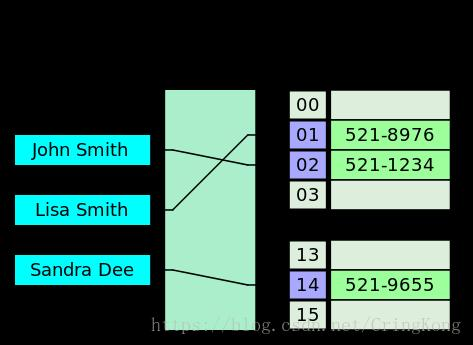 00
01 521-8976
John Smith
02 521-1234
03
Lisa Smith
13
Sandra Dee
14 521-9655
15
https://blog.csdn.net/CringKong